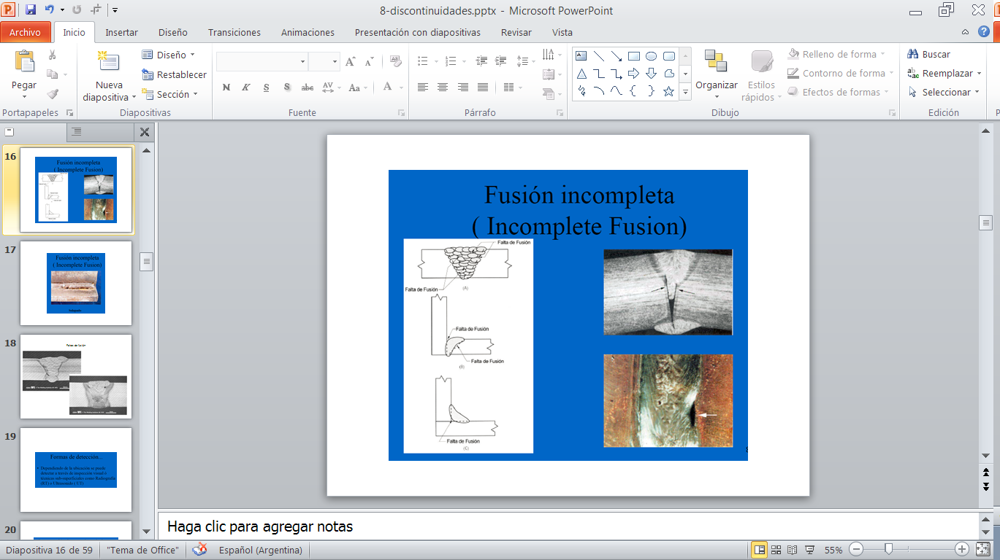 8-discontinuidades.pptx - Microsoft PowerPoint
Archivo Inicio Insertar Diseño Transiciones Animaciones Presentación con diapositivas Revisar Vista
Pegar
Portapapeles
Nueva
diapositiva
Diseño
Restablecer
Sección
Diapositivas
N K S S abc AV Aa A
Fuente
Párrafo
Organizar
Estilos
rápidos
Relleno de forma
Contorno de forma
Efectos de formas
Dibujo
Buscar
Reemplazar
Seleccionar
Edición
16
Fusión incompleta
( Incomplete Fusion)
17
Fusión incompleta
( Incomplete Fusion)
18
19
Formas de detección...
• Dependiendo de la ubicación se puede
detectar a través de inspección visual ó
técnicas sub-superficiales como Radiografía
(RT) o Ultrasonido ( UT)
20
Fusión incompleta
( Incomplete Fusion)
Falta de Fusión
Falta de Fusión
(A)
Falta de Fusión
Falta de Fusión
(B)
Falta de Fusión
(C)
Haga clic para agregar notas
Diapositiva 16 de 59 "Tema de Office" Español (Argentina) 55%